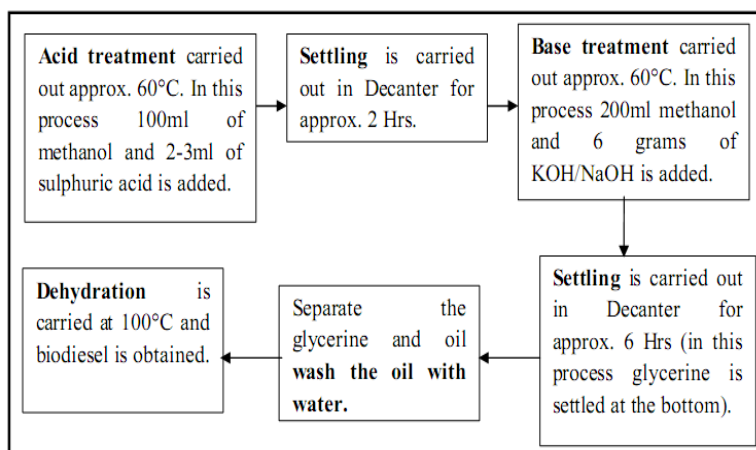 Acid treatment carried
out approx. 60°C. In this
process 100ml of
methanol and 2-3ml of
sulphuric acid is added.
Settling is carried
out in Decanter for
approx. 2 Hrs.
Base treatment carried
out approx. 60°C. In this
process 200ml methanol
and 6 grams of
KOH/NaOH is added.
Settling is carried out
in Decanter for
approx. 6 Hrs (in this
process glycerine is
settled at the bottom).
Separate the
glycerine and oil
wash the oil with
water.
Dehydration is
carried at 100°C and
biodiesel is obtained.